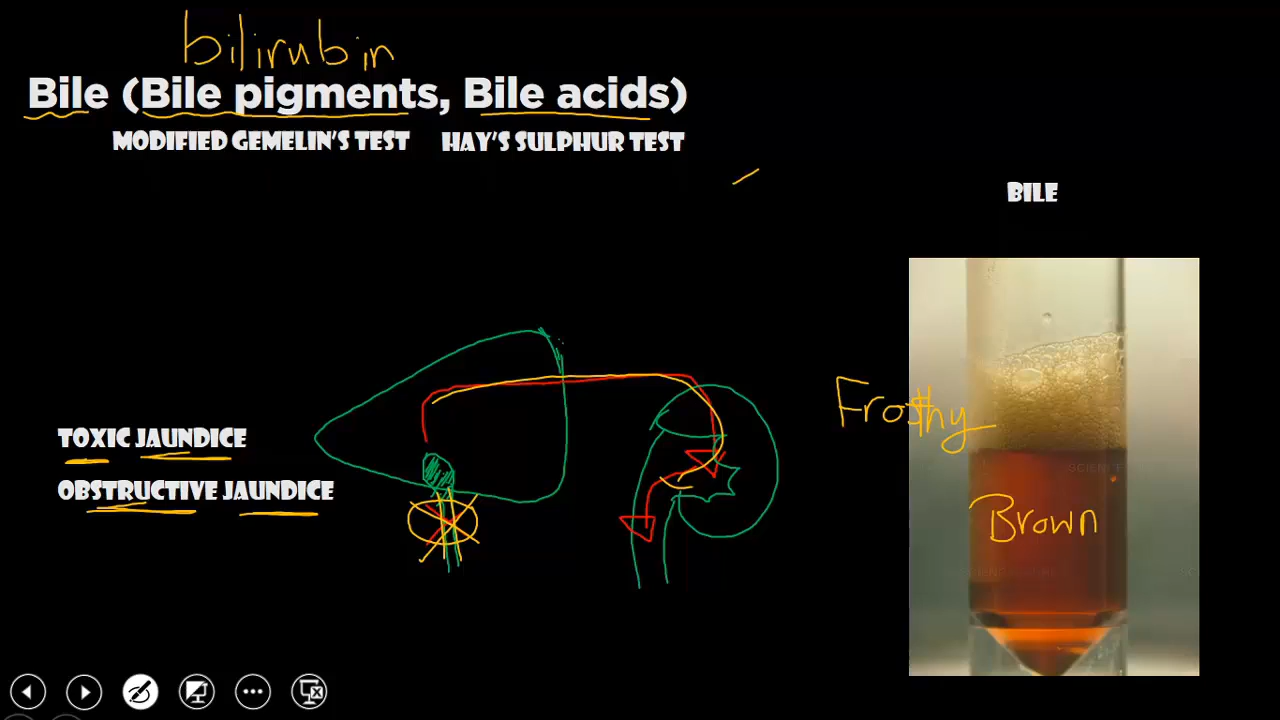 bilirubin
Bile (Bile pigments, Bile acids)
MODIFIED GEMELIN'S TEST HAY'S SULPHUR TEST
BILE
Frothy
TOXIC JAUNDICE
OBSTRUCTIVE JAUNDICE
SCIENCE
Brown